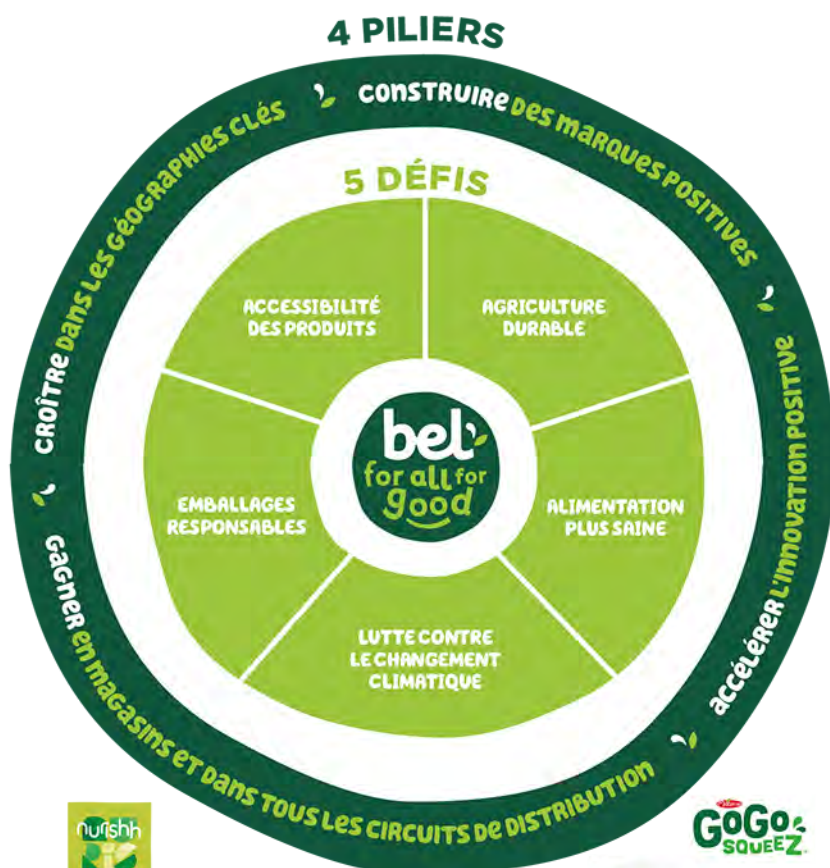 4 PILIERS
CONSTRUIRE DES MARQUES POSITIVES
ACCÉLÉRER L'INNOVATION POSITIVE
GAGNER EN MAGASINS ET DANS TOUS LES CIRCUITS DE DISTRIBUTION
CROÎTRE DANS LES GÉOGRAPHIES CLÉS
5 DÉFIS
ACCESSIBILITÉ
DES PRODUITS
AGRICULTURE
DURABLE
EMBALLAGES
RESPONSABLES
ALIMENTATION
PLUS SAINE
LUTTE CONTRE
LE CHANGEMENT
CLIMATIQUE
bel
for all for
good
nurishh
GOGO
SQUEEZ